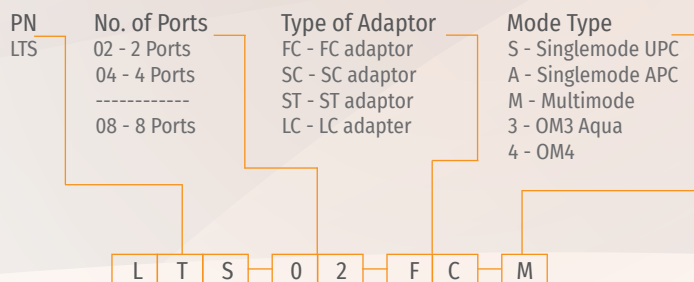 PN
LTS
No. of Ports
02 - 2 Ports
04 - 4 Ports
------------
08 - 8 Ports
Type of Adaptor
FC - FC adaptor
SC - SC adaptor
ST - ST adaptor
LC - LC adapter
Mode Type
S - Singlemode UPC
A - Singlemode APC
M - Multimode
3 - OM3 Aqua
4 - OM4
L T S 0 2 F C M